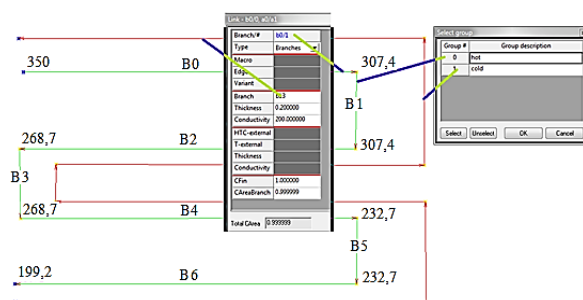 Link - b0/0, a0/a1
Select group
Branch/# b0/1
Type Branches
Macro
Edge
Variant
Branch b13
Thickness 0.200000
Conductivity 200.000000
HTC-external
T-external
Thickness
Conductivity
CFin 1.000000
CAreaBranch 0.999999
Total CArea 0.999999
Group # Group description
0 hot
1 cold
Select Unselect OK Cancel
350 B0 307,4
B1
268,7 B2 307,4
B3
268,7 B4 232,7
B5
199,2 B6 232,7